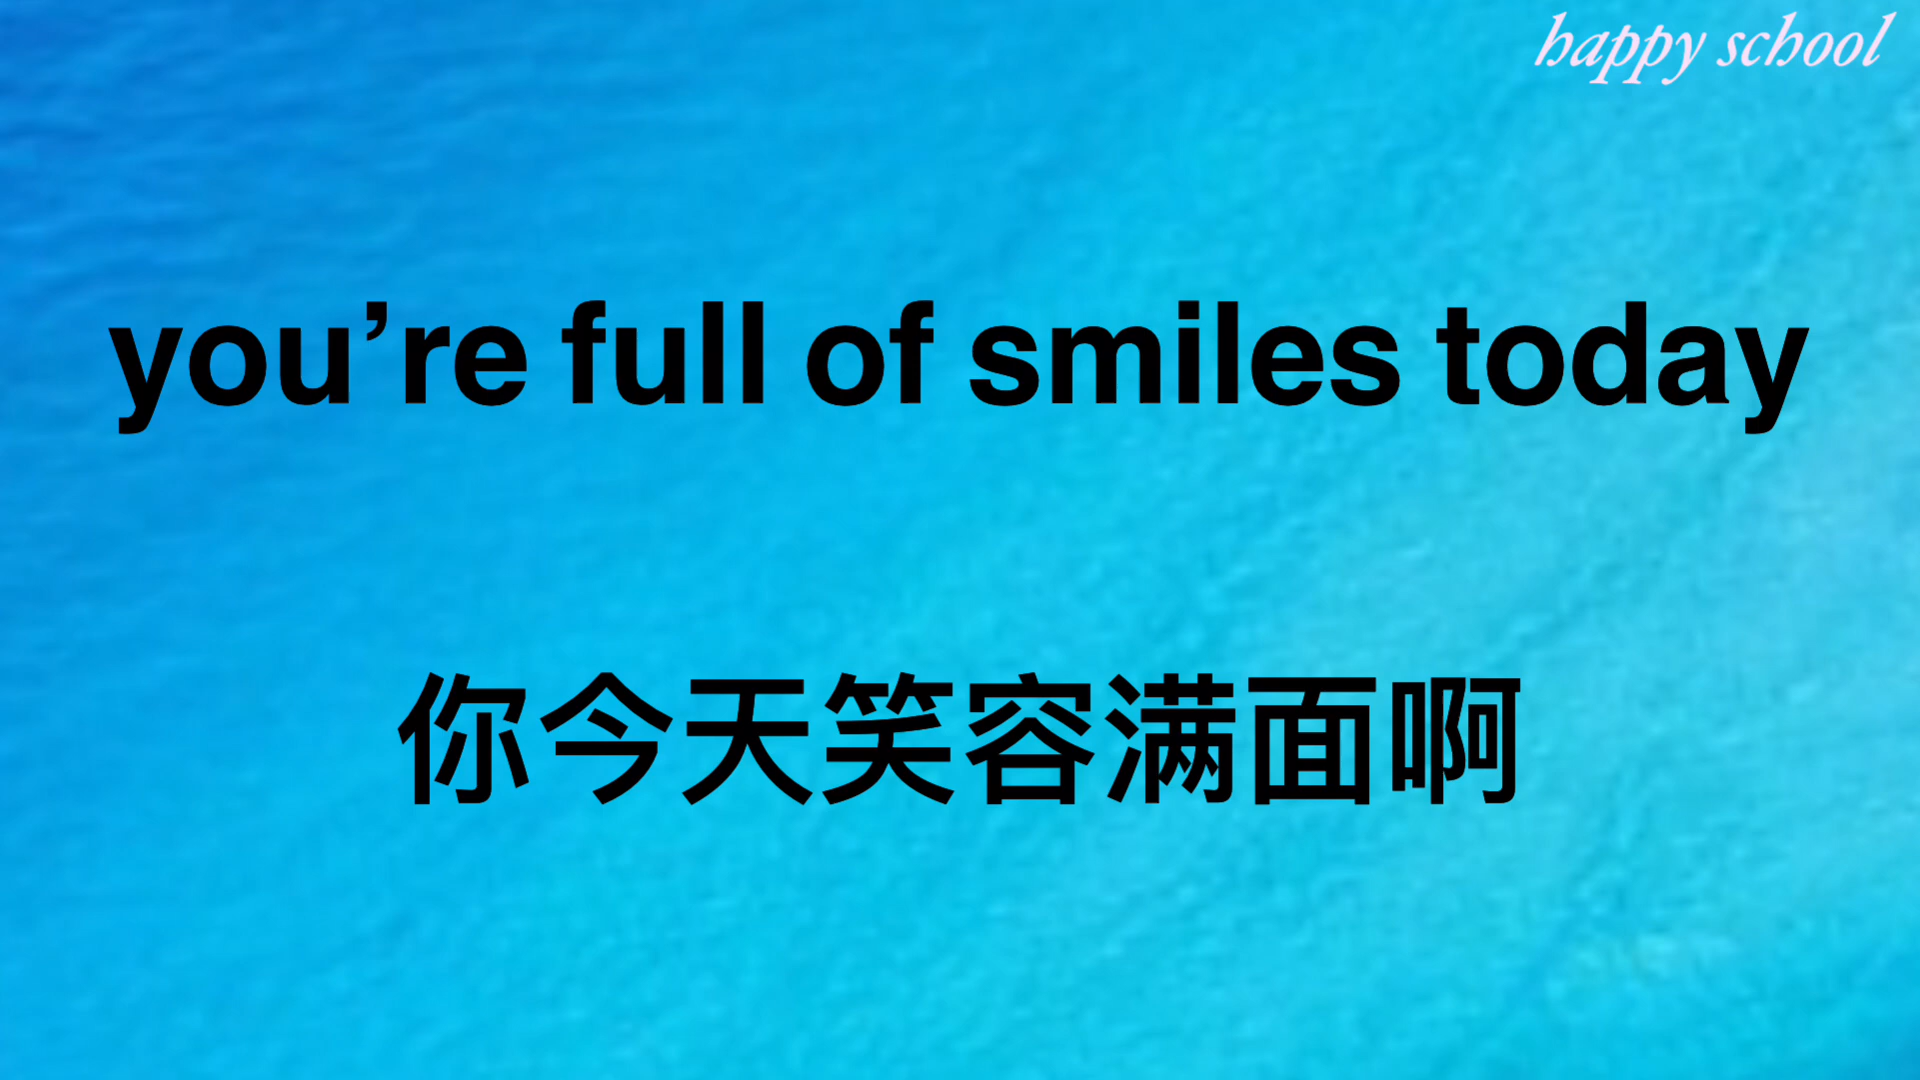 happy school
you’re full of smiles today
你今天笑容满面啊